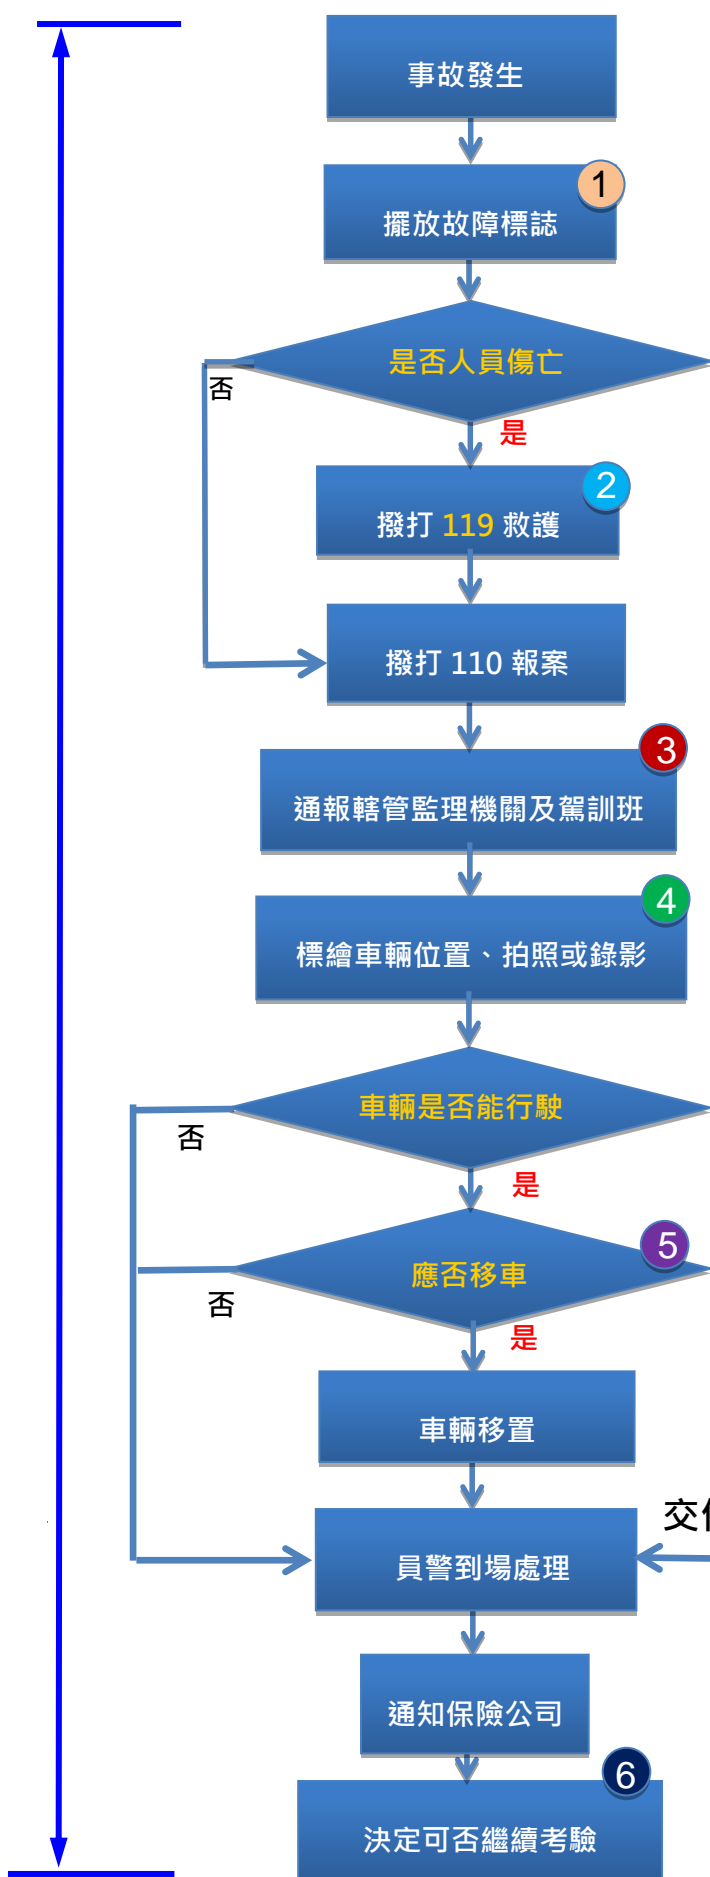 事故發生
1
擺放故障標誌
是否人員傷亡
否
是
2
撥打 119 救護
撥打 110 報案
3
通報轄管監理機關及駕訓班
4
標繪車輛位置、拍照或錄影
車輛是否能行駛
否
是
5
應否移車
否
是
車輛移置
交
員警到場處理
通知保險公司
6
決定可否繼續考驗